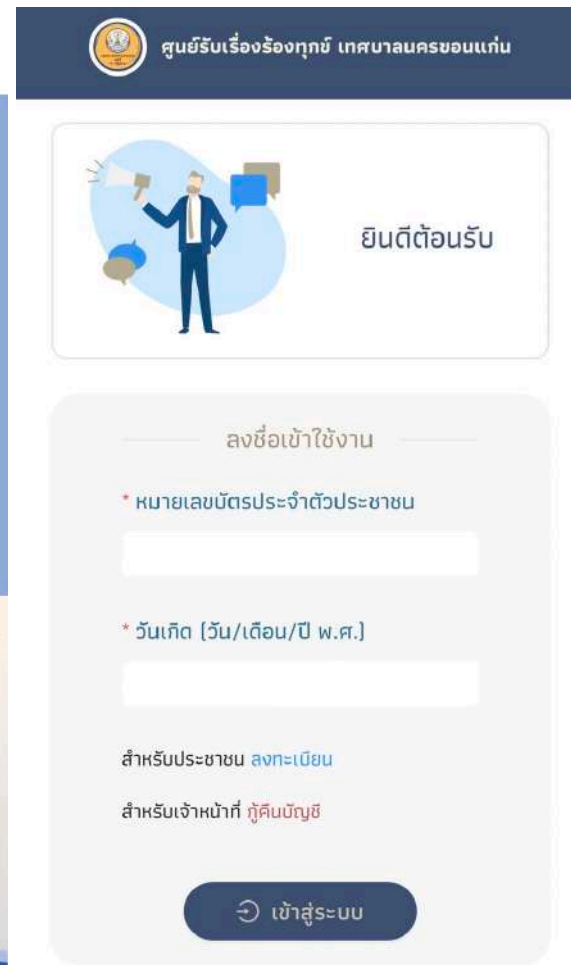 ศูนย์รับเรื่องร้องทุกข์ เทศบาลนครขอนแก่น
ยินดีต้อนรับ
ลงชื่อเข้าใช้งาน
* หมายเลขบัตรประจำตัวประชาชน
* วันเกิด (วัน/เดือน/ปี พ.ศ.)
สำหรับประชาชน ลงทะเบียน
สำหรับเจ้าหน้าที่ กู้คืนบัญชี
เข้าสู่ระบบ